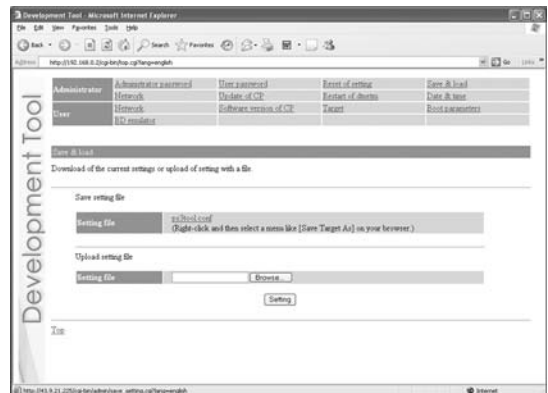 Development Tool - Microsoft Internet Explorer
File Edit View Favorites Tools Help
Back Search Favorites
Address http://192.168.0.2/cgi-bin/top.cgi?lang=english Go Links
Development Tool
Administrator Administrator password User password Reset of setting Save & load
Network Update of CP Restart of dtnetm Date & time
User Network Software version of CP Target Boot parameters
BD emulator
Save & load
Download of the current settings or upload of setting with a file.
Save setting file
Setting file ps3tool.conf
(Right-click and then select a menu like [Save Target As] on your browser.)
Upload setting file
Setting file Browse...
Setting
Top
Internet